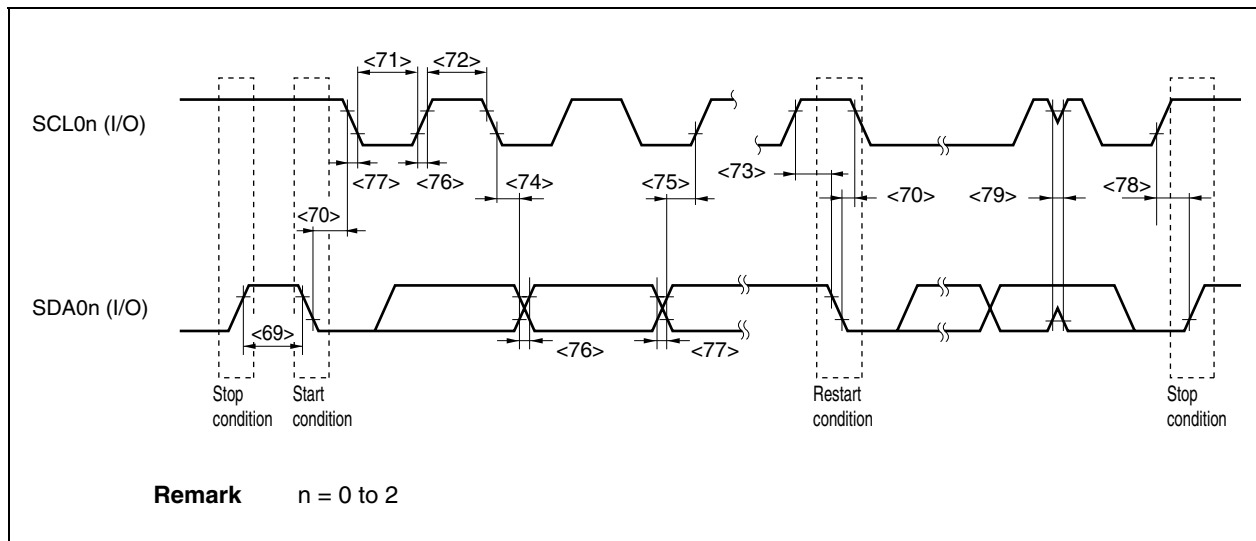 <71> <72>
SCL0n (I/O)
<77> <76> <74> <75> <73> <70> <79> <78>
<70>
SDA0n (I/O)
<69> <76> <77>
Stop condition
Start condition
Restart condition
Stop condition
Remark n = 0 to 2